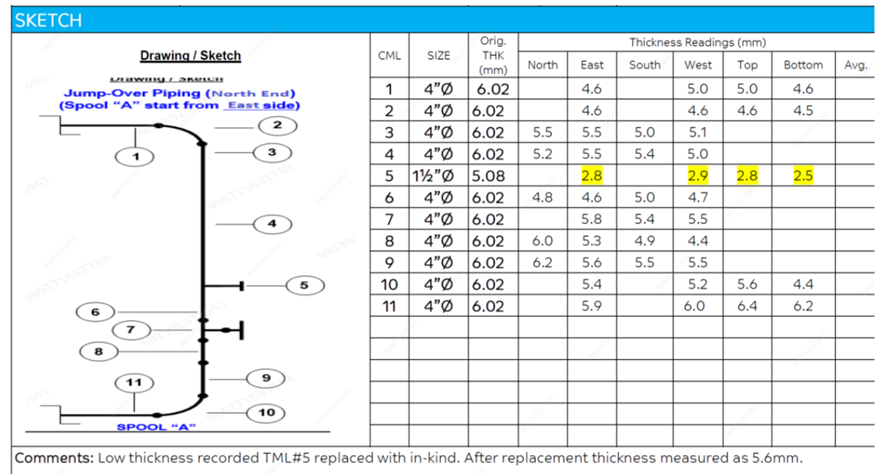 SKETCH
Drawing / Sketch
Drawing / Sketch
Jump-Over Piping (North End)
(Spool “A” start from East side)
1
2
3
4
5
6
7
8
9
10
11
SPOOL “A”
CML SIZE Orig. THK (mm) Thickness Readings (mm)
North East South West Top Bottom Avg.
1 4”Ø 6.02 4.6 5.0 5.0 4.6
2 4”Ø 6.02 4.6 4.6 4.6 4.5
3 4”Ø 6.02 5.5 5.5 5.0 5.1
4 4”Ø 6.02 5.2 5.5 5.4 5.0
5 1½”Ø 5.08 2.8 2.9 2.8 2.5
6 4”Ø 6.02 4.8 4.6 5.0 4.7
7 4”Ø 6.02 5.8 5.4 5.5
8 4”Ø 6.02 6.0 5.3 4.9 4.4
9 4”Ø 6.02 6.2 5.6 5.5 5.5
10 4”Ø 6.02 5.4 5.2 5.6 4.4
11 4”Ø 6.02 5.9 6.0 6.4 6.2
Comments: Low thickness recorded TML#5 replaced with in-kind. After replacement thickness measured as 5.6mm.